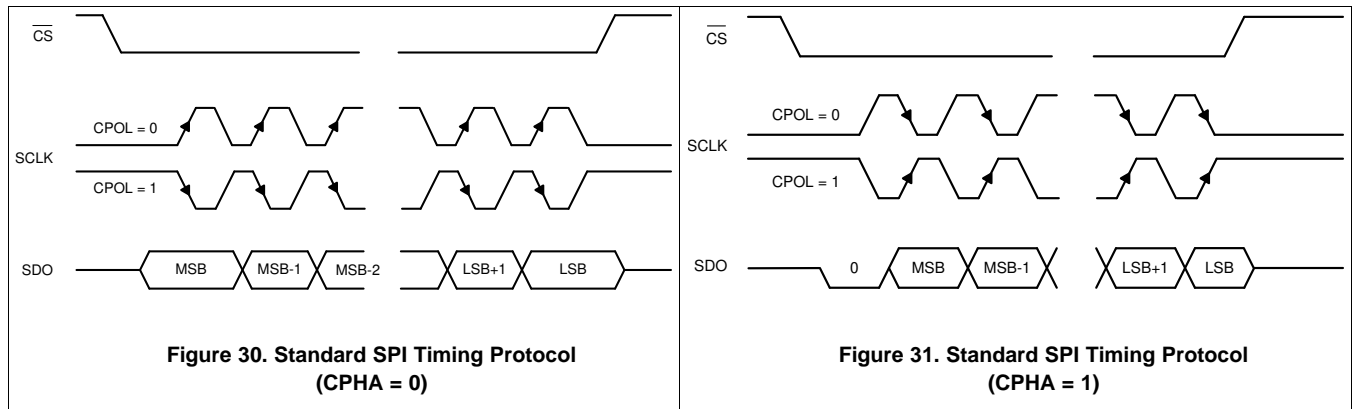 CS
CPOL = 0
SCLK
CPOL = 1
SDO
MSB MSB-1 MSB-2 LSB+1 LSB
Figure 30. Standard SPI Timing Protocol
(CPHA = 0)
CS
CPOL = 0
SCLK
CPOL = 1
SDO
0 MSB MSB-1 LSB+1 LSB
Figure 31. Standard SPI Timing Protocol
(CPHA = 1)